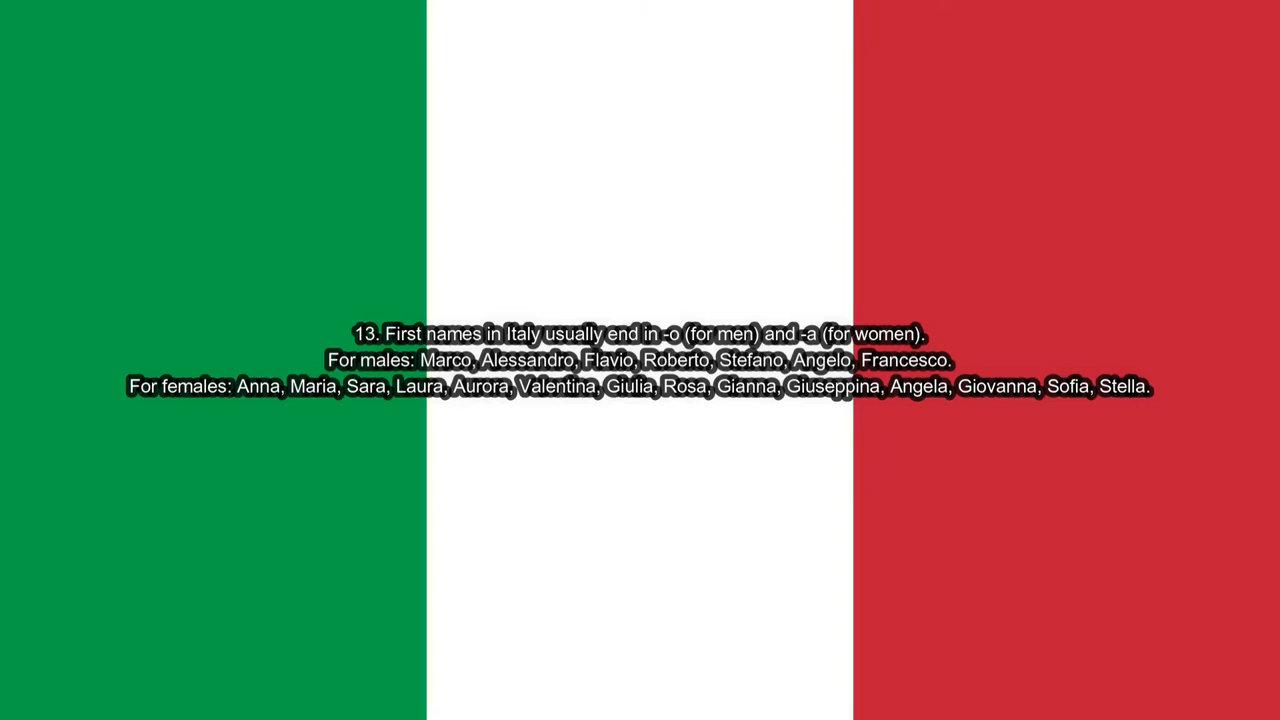 13. First names in Italy usually end in -o (for men) and -a (for women).
For males: Marco, Alessandro, Flavio, Roberto, Stefano, Angelo, Francesco.
For females: Anna, Maria, Sara, Laura, Aurora, Valentina, Giulia, Rosa, Gianna, Giuseppina, Angela, Giovanna, Sofia, Stella.